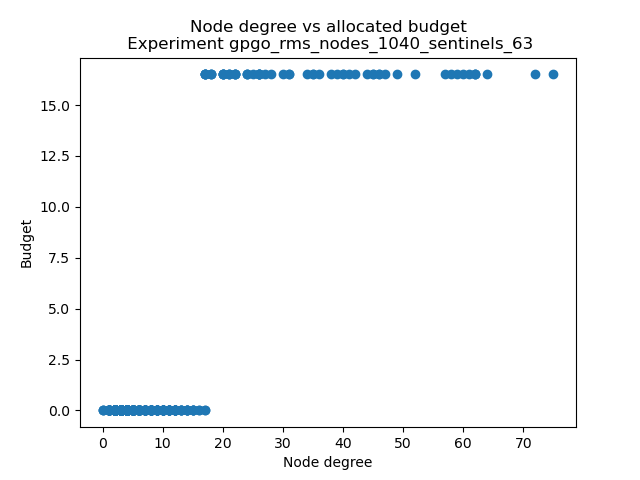 Node degree vs allocated budget
Experiment gpgo_rms_nodes_1040_sentinels_63
15.0
12.5
10.0
7.5
5.0
2.5
0.0
Budget
0 10 20 30 40 50 60 70
Node degree